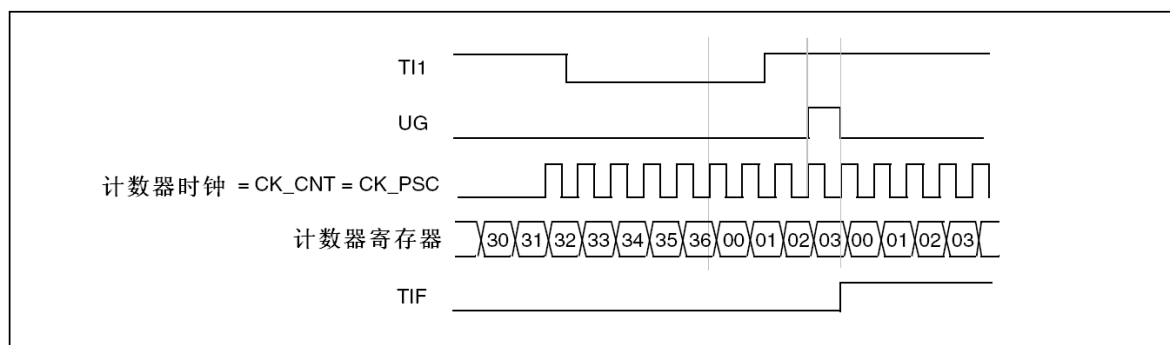 TI1
UG
计数器时钟 = CK_CNT = CK_PSC
计数器寄存器 30 31 32 33 34 35 36 00 01 02 03 00 01 02 03
TIF